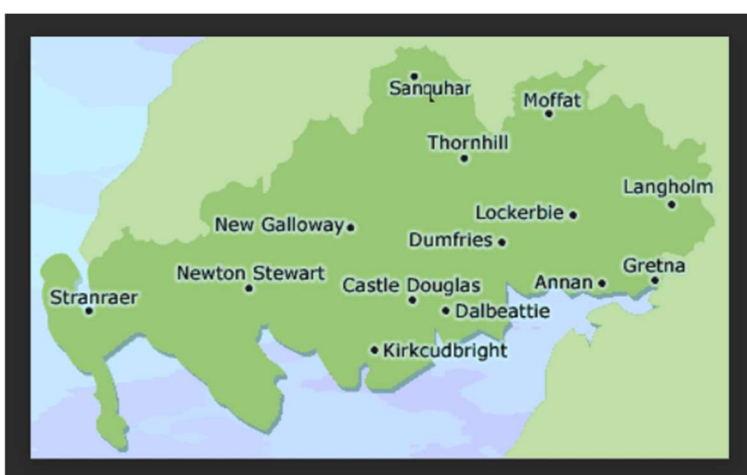 Sanquhar
Moffat
Thornhill
Langholm
Lockerbie
New Galloway
Dumfries
Gretna
Newton Stewart
Castle Douglas
Annan
Stranraer
Dalbeattie
Kirkcudbright